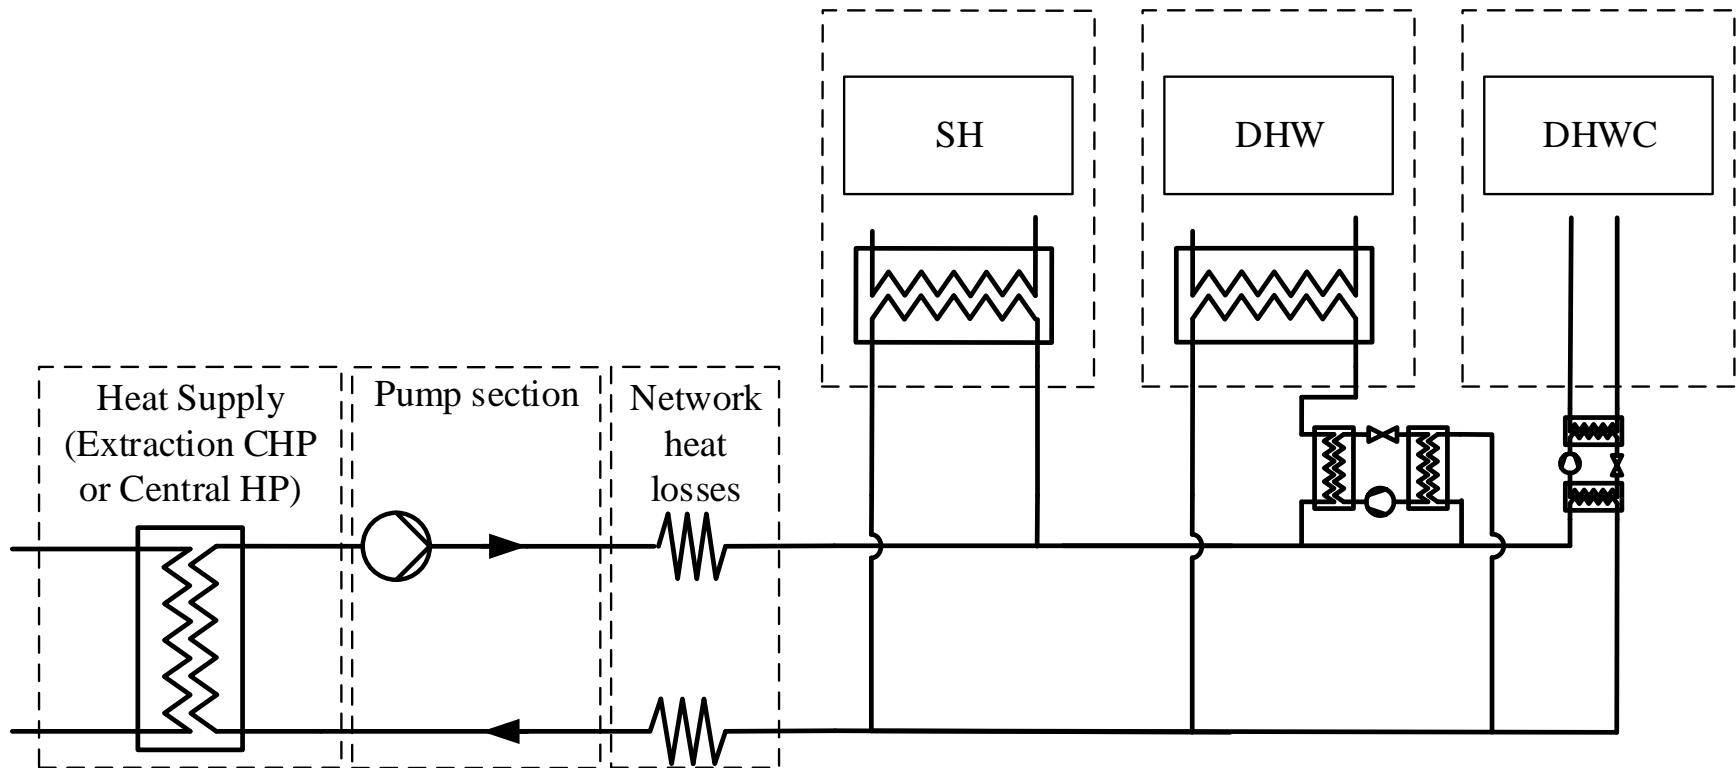 SH
DHW
DHWC
Heat Supply
(Extraction CHP
or Central HP)
Pump section
Network
heat
losses